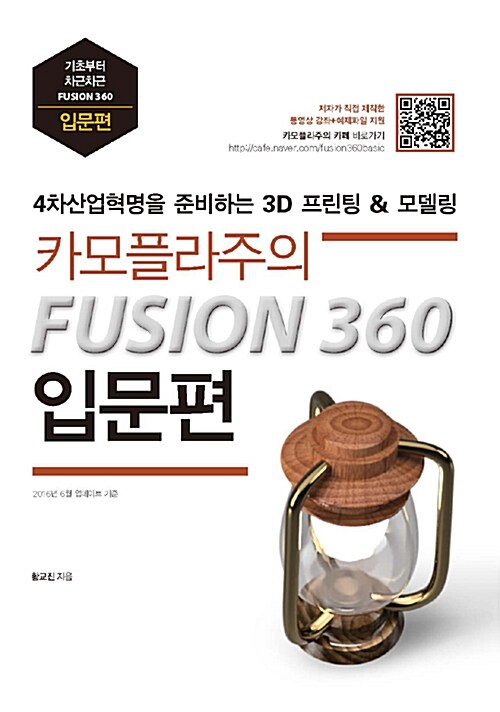 기초부터
차근차근
FUSION 360
입문편
저자가 직접 제작한
동영상 강좌+예제파일 지원
카모플라주의 카페 바로가기
http://cafe.naver.com/fusion360basic
4차산업혁명을 준비하는 3D 프린팅 & 모델링
카모플라주의
FUSION 360
입문편
2016년 6월 업데이트 기준
황교진 지음